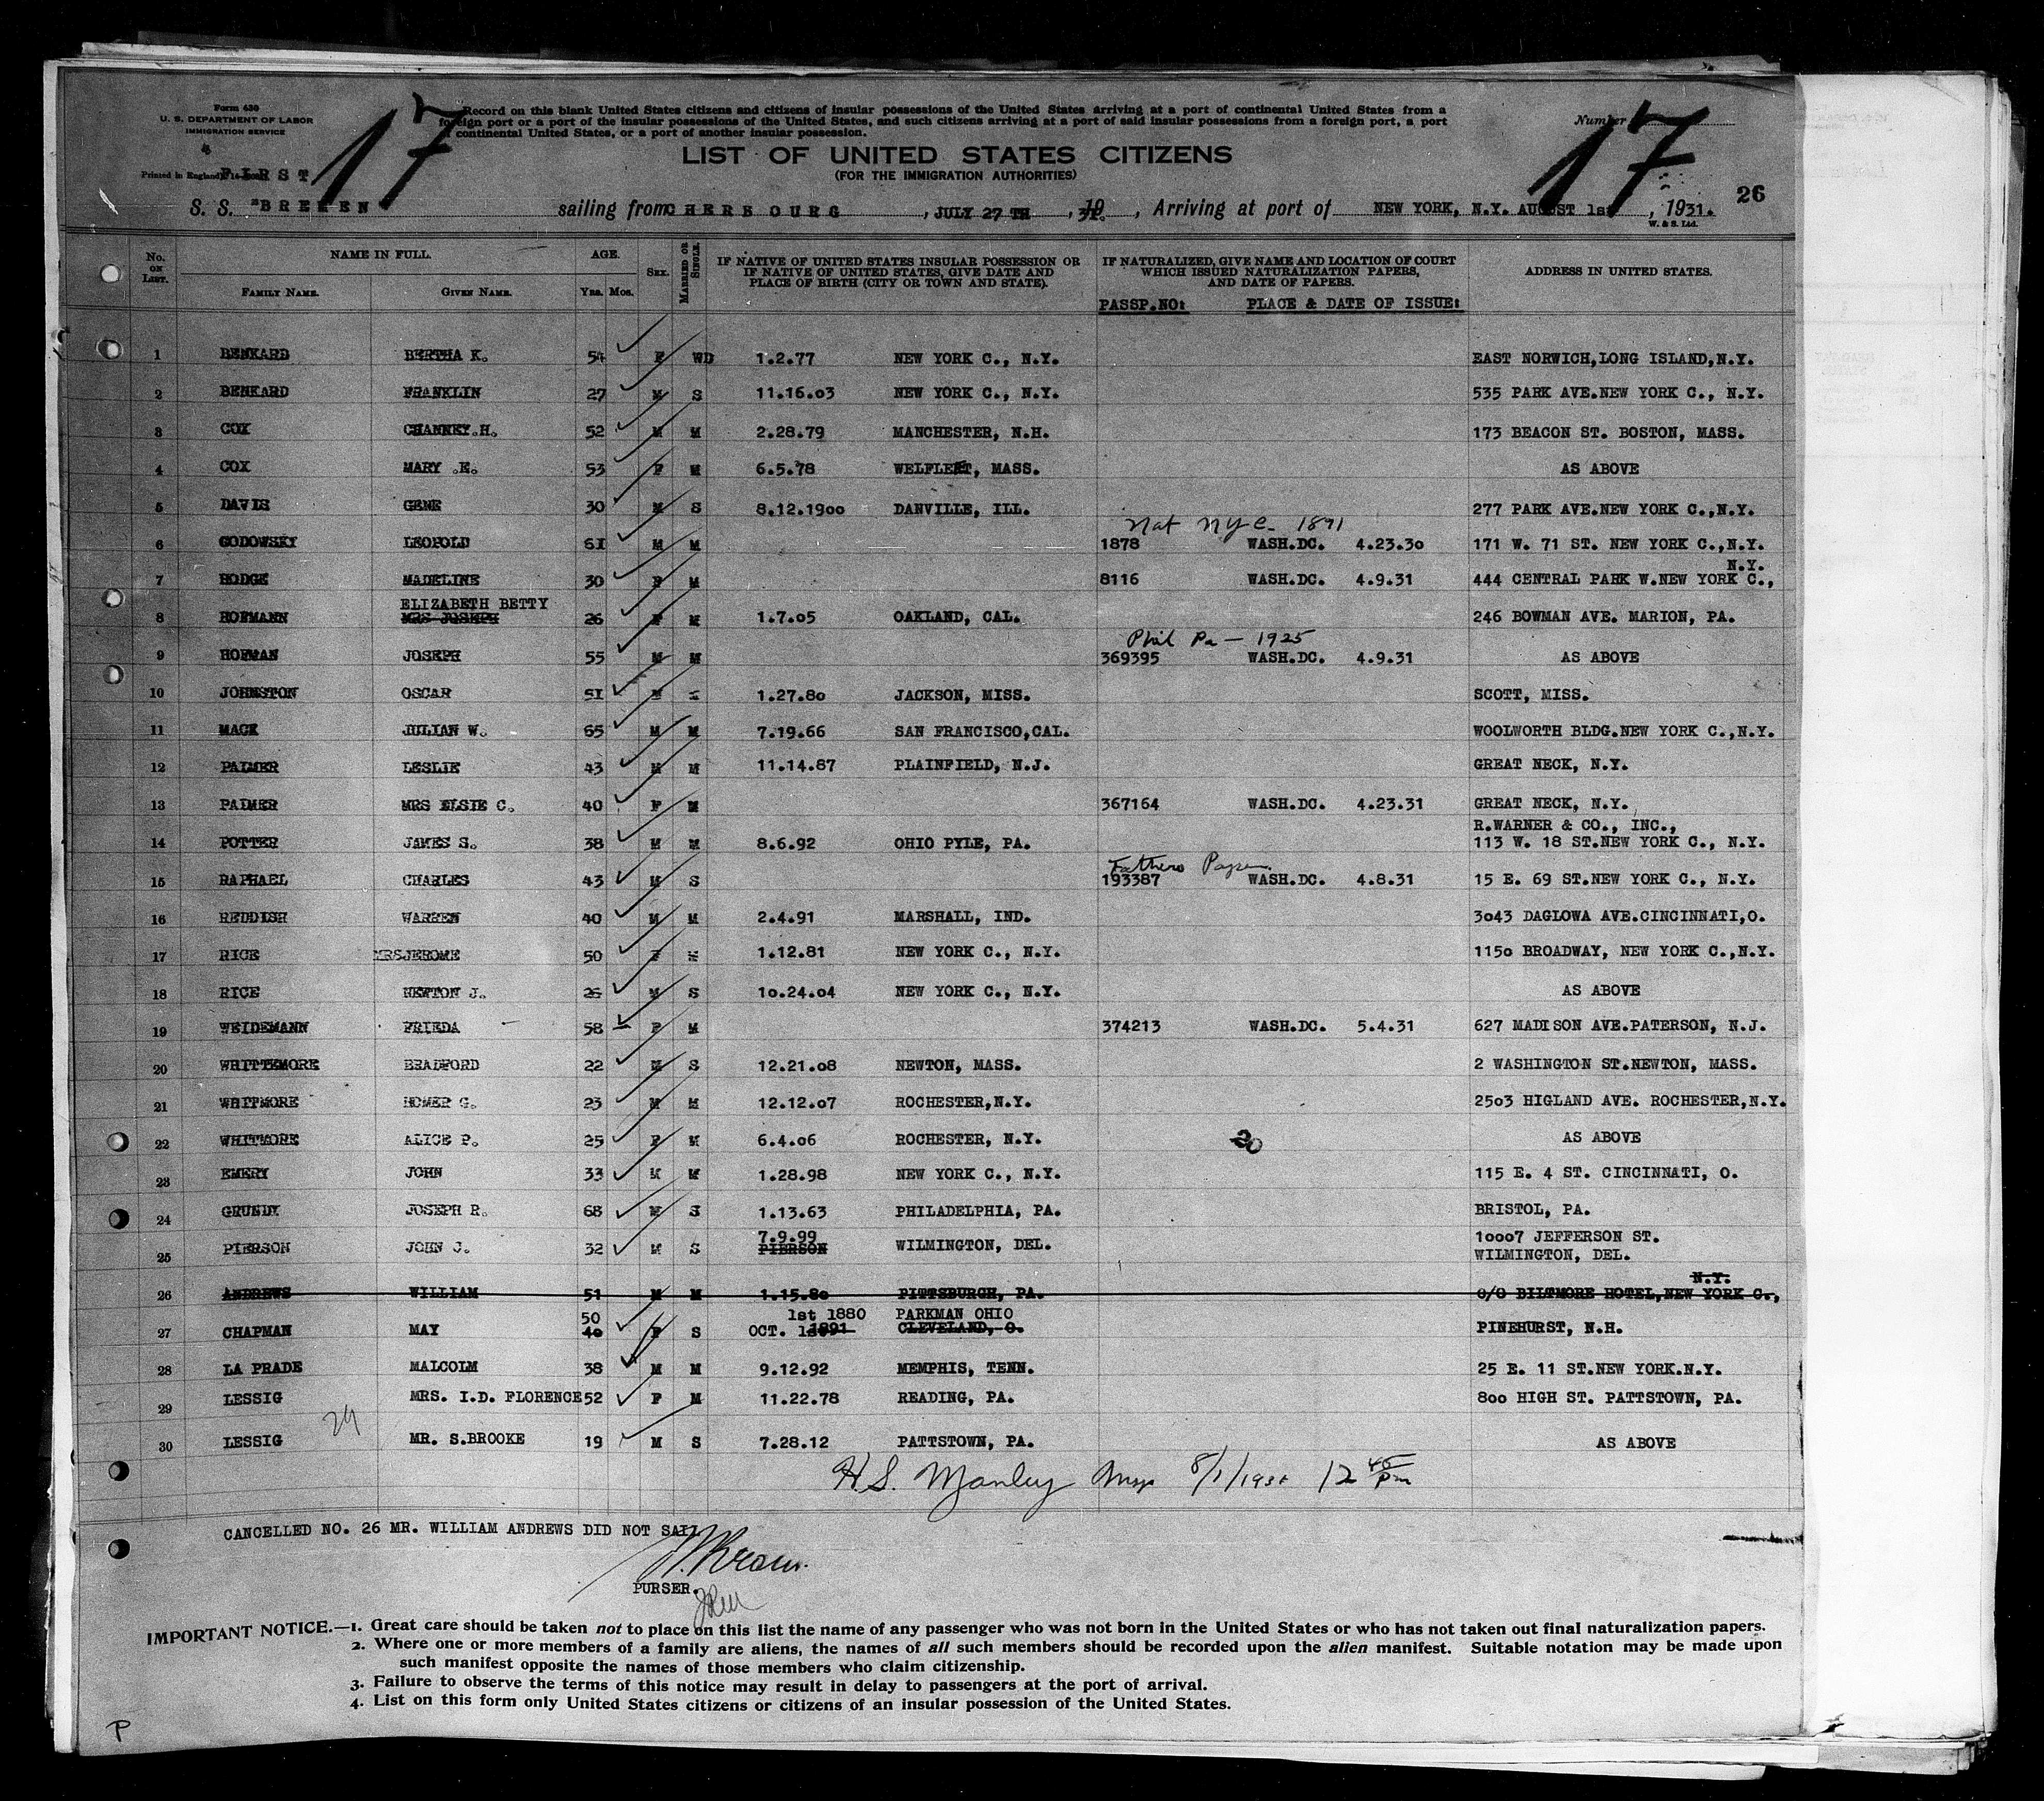 Form 630
U. S. DEPARTMENT OF LABOR
IMMIGRATION SERVICE
Printed in England
FIRST
17
Record on this blank United States citizens and citizens of insular possessions of the United States arriving at a port of continental United States from a
foreign port or a port of the insular possessions of the United States, and such citizens arriving at a port of said insular possessions from a foreign port, a port
continental United States, or a port of another insular possession.
Number
17
LIST OF UNITED STATES CITIZENS
(FOR THE IMMIGRATION AUTHORITIES)
26
S. S. "BREMEN" sailing from CHERBOURG, JULY 27 TH, 19 31., Arriving at port of NEW YORK, N.Y. AUGUST 1st, 1931.
W. & S. Ltd.
No. ON LIST. NAME IN FULL. AGE. SEX. MARRIED OR SINGLE. IF NATIVE OF UNITED STATES INSULAR POSSESSION OR IF NATIVE OF UNITED STATES, GIVE DATE AND PLACE OF BIRTH (CITY OR TOWN AND STATE). IF NATURALIZED, GIVE NAME AND LOCATION OF COURT WHICH ISSUED NATURALIZATION PAPERS, AND DATE OF PAPERS. ADDRESS IN UNITED STATES.
FAMILY NAME. GIVEN NAME. Yrs. Mos. PASSP.NO: PLACE & DATE OF ISSUE:
1 BENKARD BERTHA K. 54 F WD 1.2.77 NEW YORK C., N.Y. EAST NORWICH,LONG ISLAND,N.Y.
2 BENKARD FRANKLIN 27 M S 11.16.03 NEW YORK C., N.Y. 535 PARK AVE.NEW YORK C., N.Y.
3 COX CHANNEY.H. 52 M M 2.28.79 MANCHESTER, N.H. 173 BEACON ST. BOSTON, MASS.
4 COX MARY .E. 53 F M 6.5.78 WELFLEET, MASS. AS ABOVE
5 DAVIS GENE 30 M S 8.12.1900 DANVILLE, ILL. 277 PARK AVE.NEW YORK C.,N.Y.
Nat NYC. 1891
6 GODOWSKY LEOPOLD 61 M M 1878 WASH.DC. 4.23.30 171 W. 71 ST. NEW YORK C.,N.Y.
N.Y.
7 HODGE MADELINE 30 F M 8116 WASH.DC. 4.9.31 444 CENTRAL PARK W.NEW YORK C.,
ELIZABETH BETTY
8 HOFMANN MRS JOSEPH 26 F M 1.7.05 OAKLAND, CAL. 246 BOWMAN AVE. MARION, PA.
Phil Pa — 1925
9 HOFMAN JOSEPH 55 M M 369395 WASH.DC. 4.9.31 AS ABOVE
10 JOHNSTON OSCAR 51 M 1.27.80 JACKSON, MISS. SCOTT, MISS.
11 MACK JULIAN W. 65 M M 7.19.66 SAN FRANCISCO,CAL. WOOLWORTH BLDG.NEW YORK C.,N.Y.
12 PALMER LESLIE 43 M M 11.14.87 PLAINFIELD, N.J. GREAT NECK, N.Y.
13 PALMER MRS ELSIE C. 40 F M 367164 WASH.DC. 4.23.31 GREAT NECK, N.Y.
R.WARNER & CO., INC.,
14 POTTER JAMES S. 38 M M 8.6.92 OHIO PYLE, PA. 113 W. 18 ST.NEW YORK C., N.Y.
Fathers Papers
15 RAPHAEL CHARLES 43 M S 193387 WASH.DC. 4.8.31 15 E. 69 ST.NEW YORK C., N.Y.
16 REDDISH WARREN 40 M M 2.4.91 MARSHALL, IND. 3043 DAGLOWA AVE.CINCINNATI,O.
17 RICE MRSJEROME 50 F 1.12.81 NEW YORK C., N.Y. 1150 BROADWAY, NEW YORK C.,N.Y.
18 RICE NEWTON J. 26 M S 10.24.04 NEW YORK C., N.Y. AS ABOVE
19 WEIDEMANN FRIEDA 58 F M 374213 WASH.DC. 5.4.31 627 MADISON AVE.PATERSON, N.J.
20 WHITTEMORE BRADFORD 22 M S 12.21.08 NEWTON, MASS. 2 WASHINGTON ST.NEWTON, MASS.
21 WHITMORE HOMER G. 23 M M 12.12.07 ROCHESTER,N.Y. 2503 HIGLAND AVE. ROCHESTER,N.Y.
22 WHITMORE ALICE P. 25 F M 6.4.06 ROCHESTER, N.Y. 20 AS ABOVE
23 EMERY JOHN 33 M M 1.28.98 NEW YORK C., N.Y. 115 E. 4 ST. CINCINNATI, O.
24 GRUNDY JOSEPH R. 68 M S 1.13.63 PHILADELPHIA, PA. BRISTOL, PA.
7.9.99 10007 JEFFERSON ST.
25 PIERSON JOHN J. 32 M S PIERSON WILMINGTON, DEL. WILMINGTON, DEL.
N.Y.
26 ANDREWS WILLIAM 51 M M 1.15.80 PITTSBURGH, PA. C/O BILTMORE HOTEL,NEW YORK C.,
50 1st 1880 PARKMAN OHIO
27 CHAPMAN MAY 40 F S OCT. 1891 CLEVELAND, O. PINEHURST, N.H.
28 LA PRADE MALCOLM 38 M M 9.12.92 MEMPHIS, TENN. 25 E. 11 ST.NEW YORK.N.Y.
29 LESSIG MRS. I.D. FLORENCE 52 F M 11.22.78 READING, PA. 800 HIGH ST. PATTSTOWN, PA.
29
30 LESSIG MR. S.BROOKE 19 M S 7.28.12 PATTSTOWN, PA. AS ABOVE
H.S. Manley Insp 8/1/1931 12 45 pm
CANCELLED NO. 26 MR. WILLIAM ANDREWS DID NOT SAIL
PURSER.
IMPORTANT NOTICE.—1. Great care should be taken not to place on this list the name of any passenger who was not born in the United States or who has not taken out final naturalization papers.
2. Where one or more members of a family are aliens, the names of all such members should be recorded upon the alien manifest. Suitable notation may be made upon
such manifest opposite the names of those members who claim citizenship.
3. Failure to observe the terms of this notice may result in delay to passengers at the port of arrival.
4. List on this form only United States citizens or citizens of an insular possession of the United States.
P